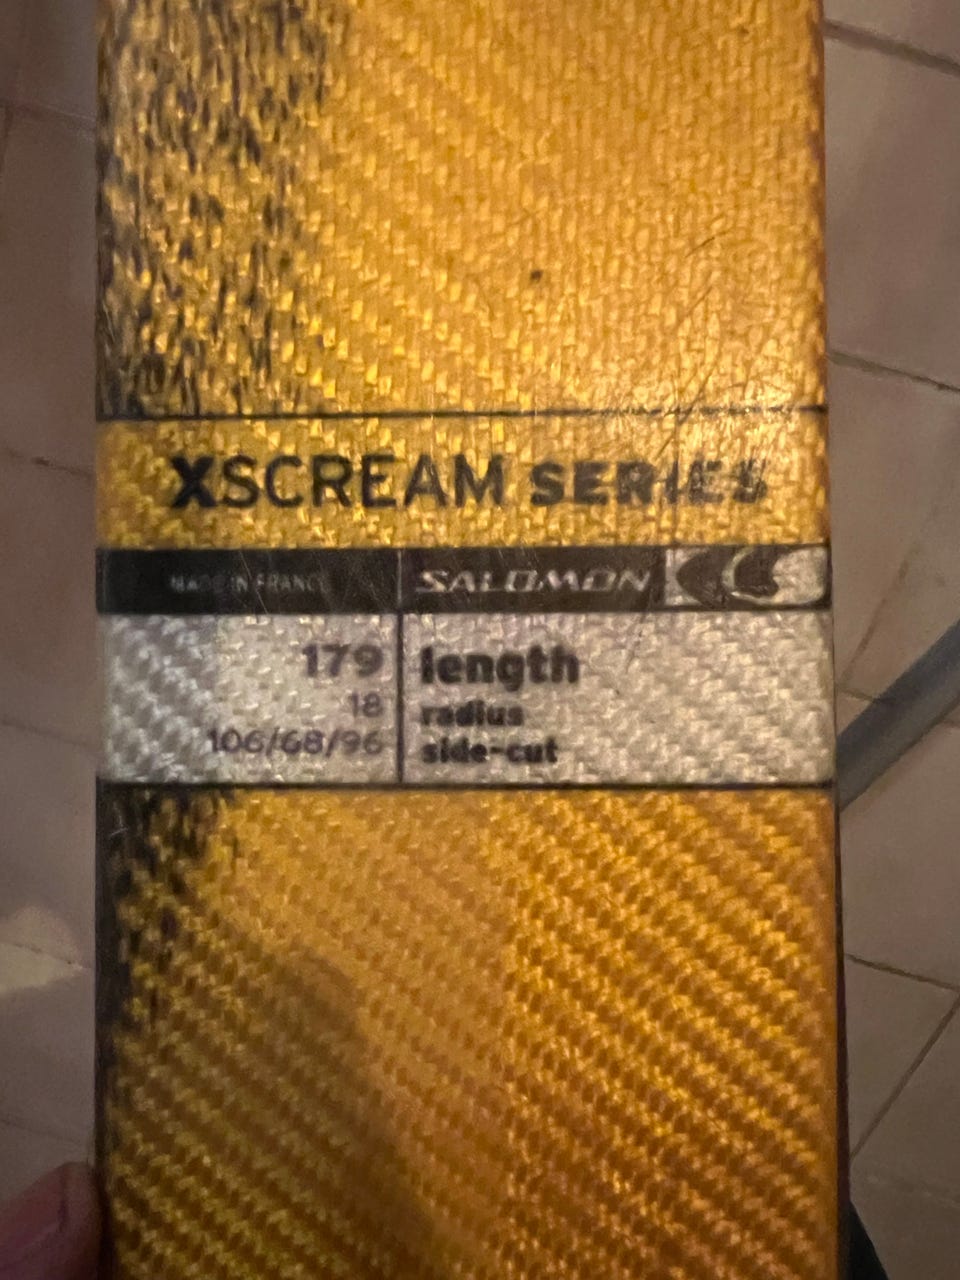 XSCREAM SERIES
MADE IN FRANCE SALOMON
179 length
18 radius
106/68/96 side-cut